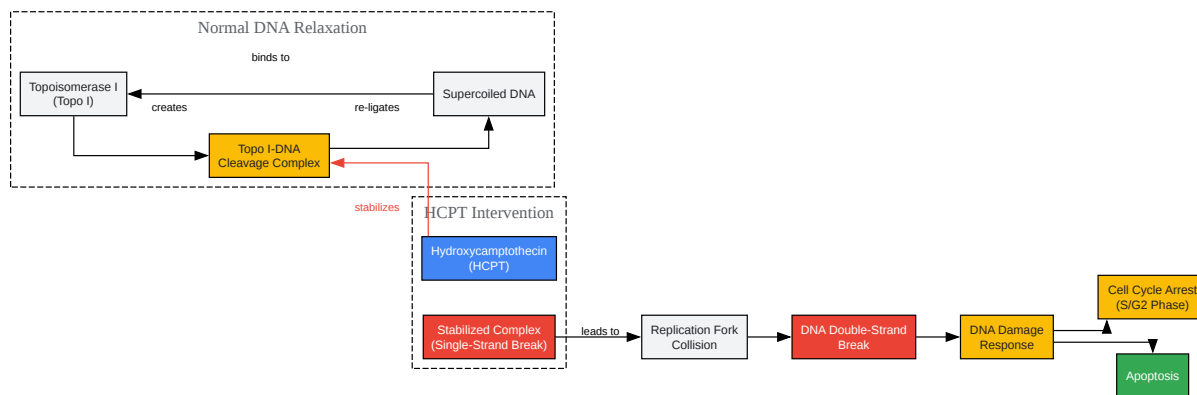 Normal DNA Relaxation
binds to
Topoisomerase I
(Topo I)
Supercoiled DNA
creates
re-ligates
Topo I-DNA
Cleavage Complex
stabilizes
HCPT Intervention
Hydroxycamptothecin
(HCPT)
Stabilized Complex
(Single-Strand Break)
leads to
Replication Fork
Collision
DNA Double-Strand
Break
DNA Damage
Response
Cell Cycle Arrest
(S/G2 Phase)
Apoptosis